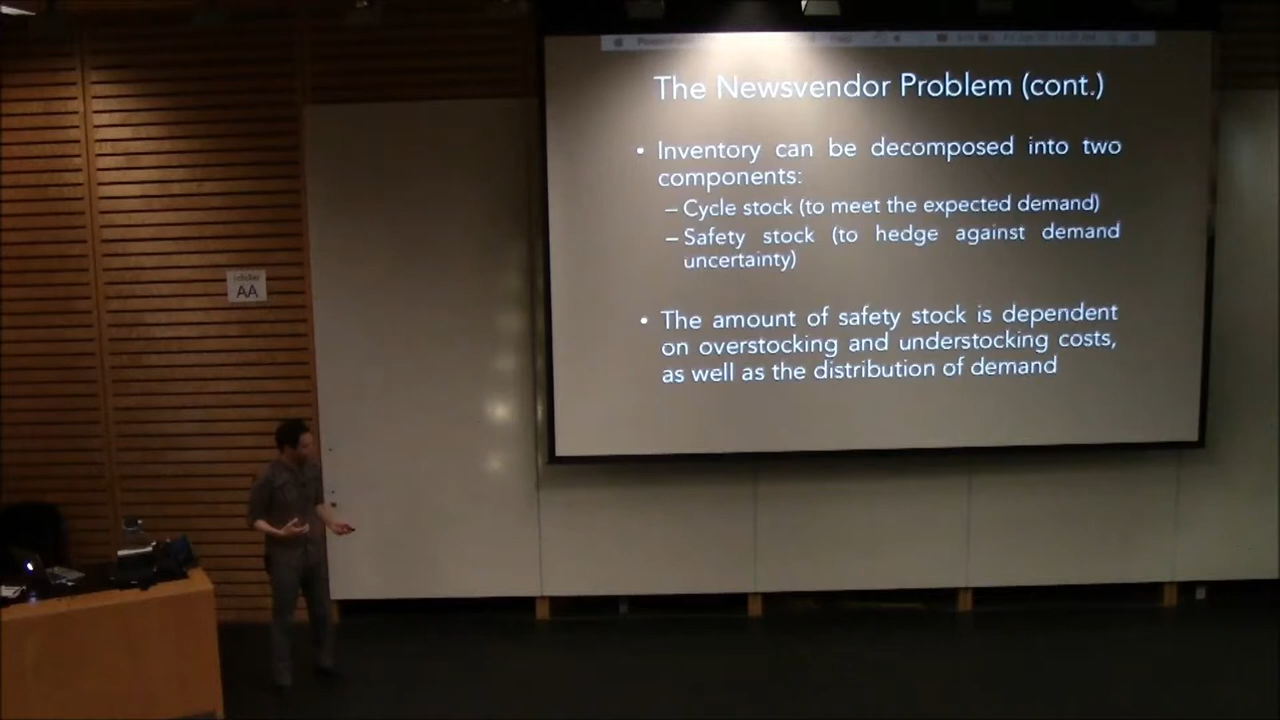 The Newsvendor Problem (cont.)
• Inventory can be decomposed into two
components:
– Cycle stock (to meet the expected demand)
– Safety stock (to hedge against demand
uncertainty)
• The amount of safety stock is dependent
on overstocking and understocking costs,
as well as the distribution of demand
AA